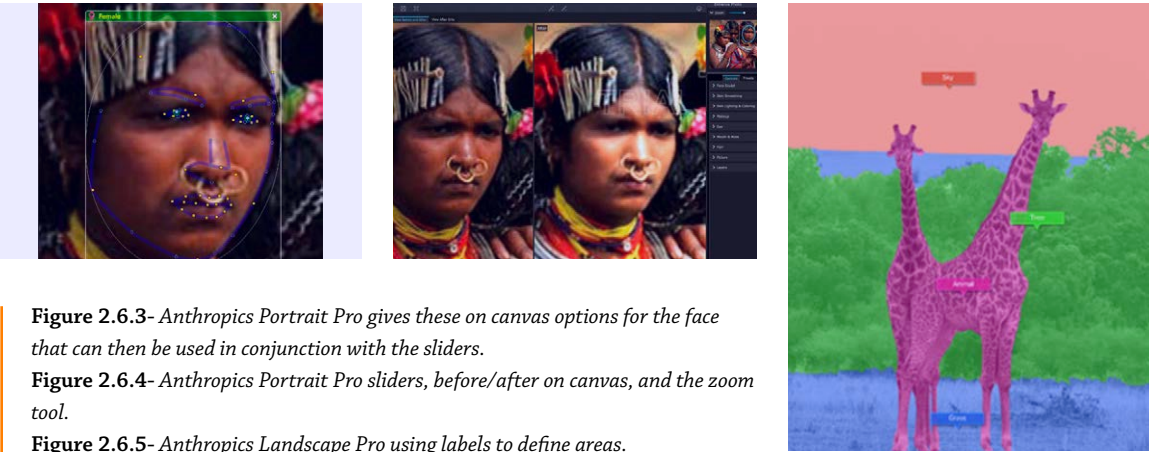 Female
Sky
Tree
Animal
Grass
Figure 2.6.3- Anthropics Portrait Pro gives these on canvas options for the face
that can then be used in conjunction with the sliders.
Figure 2.6.4- Anthropics Portrait Pro sliders, before/after on canvas, and the zoom
tool.
Figure 2.6.5- Anthropics Landscape Pro using labels to define areas.